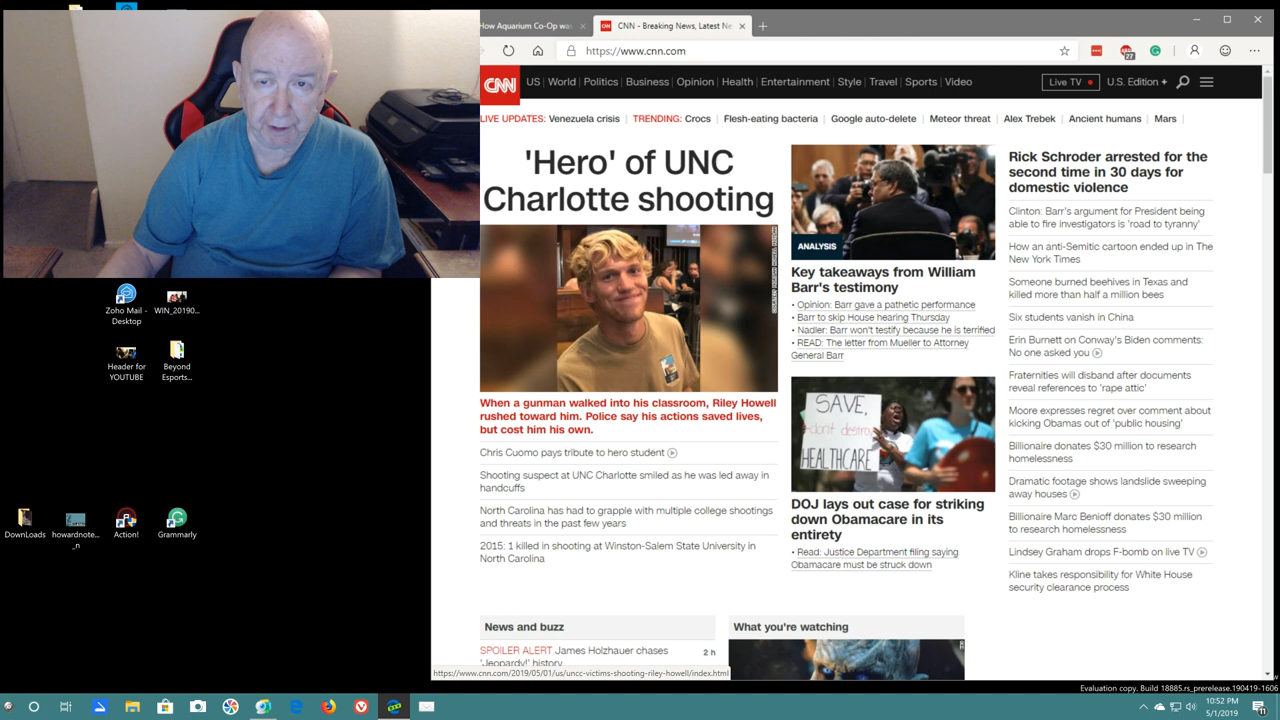 How Aquarium Co-Op was
CNN - Breaking News, Latest Ne
https://www.cnn.com
27
CNN
US World Politics Business Opinion Health Entertainment Style Travel Sports Video
Live TV
U.S. Edition +
LIVE UPDATES: Venezuela crisis
TRENDING: Crocs
Flesh-eating bacteria
Google auto-delete
Meteor threat
Alex Trebek
Ancient humans
Mars
'Hero' of UNC
Charlotte shooting
When a gunman walked into his classroom, Riley Howell
rushed toward him. Police say his actions saved lives,
but cost him his own.
Chris Cuomo pays tribute to hero student
Shooting suspect at UNC Charlotte smiled as he was led away in
handcuffs
North Carolina has had to grapple with multiple college shootings
and threats in the past few years
2015: 1 killed in shooting at Winston-Salem State University in
North Carolina
ANALYSIS
Key takeaways from William
Barr's testimony
• Opinion: Barr gave a pathetic performance
• Barr to skip House hearing Thursday
• Nadler: Barr won't testify because he is terrified
• READ: The letter from Mueller to Attorney
General Barr
SAVE,
don't destroy
HEALTHCARE
DOJ lays out case for striking
down Obamacare in its
entirety
• Read: Justice Department filing saying
Obamacare must be struck down
Rick Schroder arrested for the
second time in 30 days for
domestic violence
Clinton: Barr's argument for President being
able to fire investigators is 'road to tyranny'
How an anti-Semitic cartoon ended up in The
New York Times
Someone burned beehives in Texas and
killed more than half a million bees
Six students vanish in China
Erin Burnett on Conway's Biden comments:
No one asked you
Fraternities will disband after documents
reveal references to 'rape attic'
Moore expresses regret over comment about
kicking Obamas out of 'public housing'
Billionaire donates $30 million to research
homelessness
Dramatic footage shows landslide sweeping
away houses
Billionaire Marc Benioff donates $30 million
to research homelessness
Lindsey Graham drops F-bomb on live TV
Kline takes responsibility for White House
security clearance process
News and buzz
SPOILER ALERT James Holzhauer chases
'Jeopardy!' history
2 h
What you're watching
https://www.cnn.com/2019/05/01/us/uncc-victims-shooting-riley-howell/index.html
Zoho Mail -
Desktop
WIN_20190...
Header for
YOUTUBE
Beyond
Esports...
DownLoads
howardnote...
_n
Action!
Grammarly
Evaluation copy. Build 18885.rs_prerelease.190419-1606
10:52 PM
5/1/2019
11